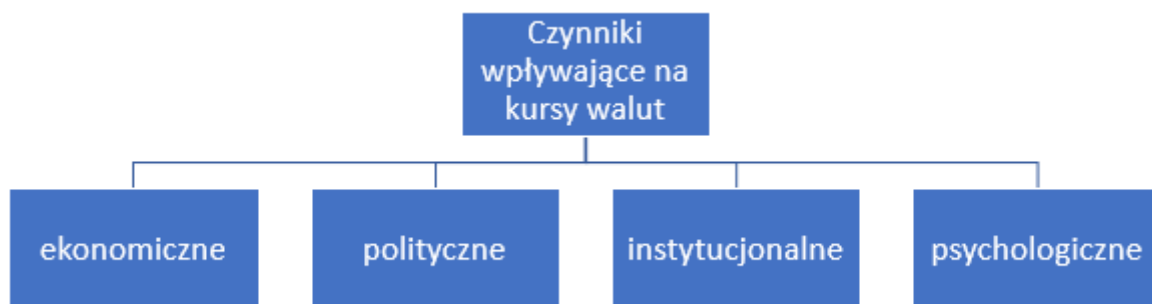 Czynniki
wpływające na
kursy walut
ekonomiczne
polityczne
instytucjonalne
psychologiczne